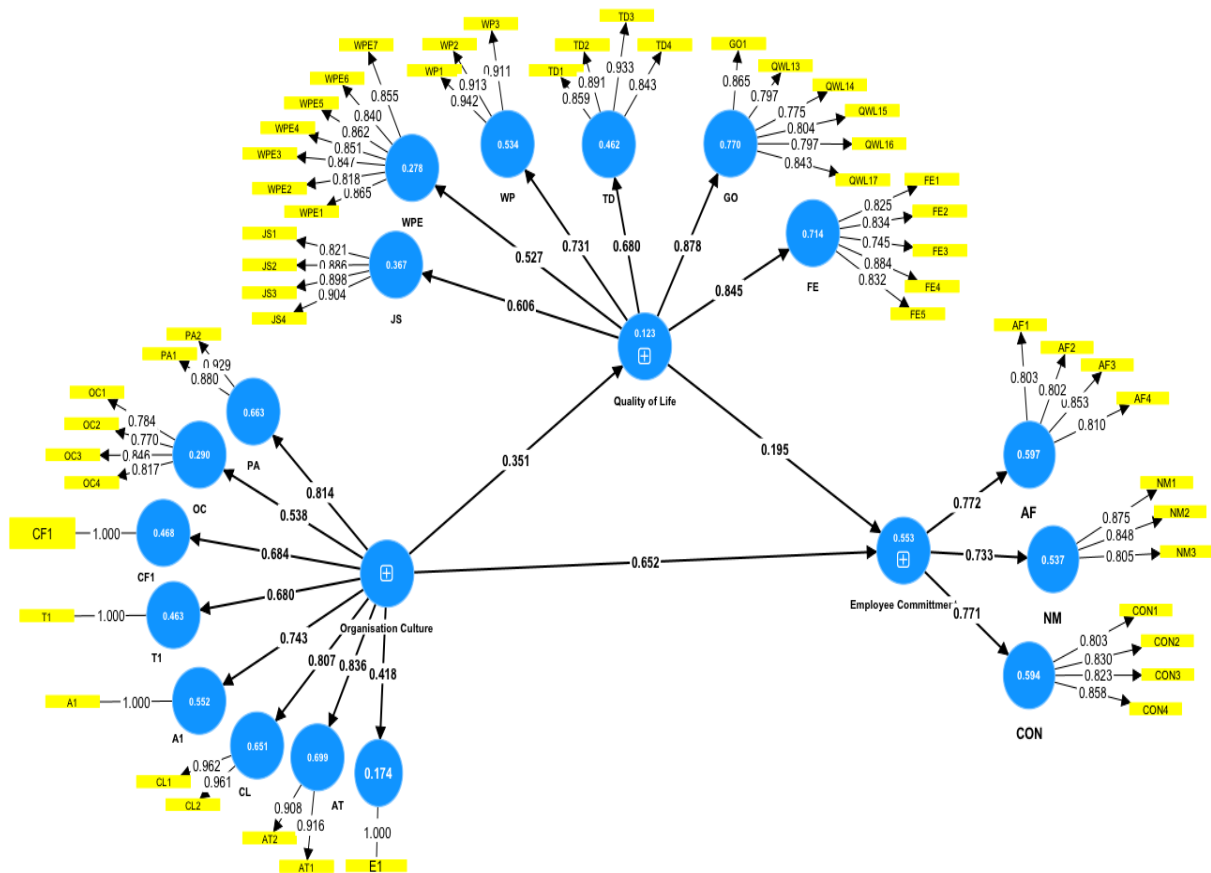 WP3
TD3
WP2
TD2
TD4
GO1
WPE7
0.911
0.933
WP1
TD1
0.891
0.843
0.865
QWL13
WPE6
0.913
0.942
0.859
0.797
QWL14
0.855
0.775
WPE5
0.840
0.804
QWL15
0.862
WPE4
0.851
0.534
0.462
0.770
0.797
QWL16
WPE3
0.847
0.278
0.843
WPE2
0.818
QWL17
FE1
0.865
WP
TD
GO
0.825
WPE1
WPE
FE2
0.834
JS1
0.714
0.745
FE3
0.821
0.731
0.680
0.878
JS2
0.886
0.367
0.527
0.884
FE4
0.898
0.832
JS3
0.904
0.845
FE
FE5
JS4
JS
0.606
AF1
PA2
0.123
AF2
PA1
0.929
AF3
0.880
0.803
0.802
0.853
OC1
Quality of Life
AF4
0.784
0.663
0.810
OC2
0.770
0.351
0.195
OC3
0.846
0.290
PA
0.597
OC4
0.817
NM1
0.814
0.772
OC
0.538
AF
0.875
NM2
CF1
1.000
0.468
0.553
0.848
0.684
0.652
0.733
0.537
0.805
NM3
CF1
0.680
Employee Committmen
CON1
T1
1.000
0.463
Organisation Culture
0.771
NM
0.743
0.803
CON2
T1
0.807
0.836
0.418
0.830
0.594
0.823
CON3
A1
1.000
0.552
0.858
CON4
A1
CON
0.651
0.699
0.962
0.174
CL1
0.961
CL
AT
CL2
0.908
0.916
1.000
AT2
AT1
E1